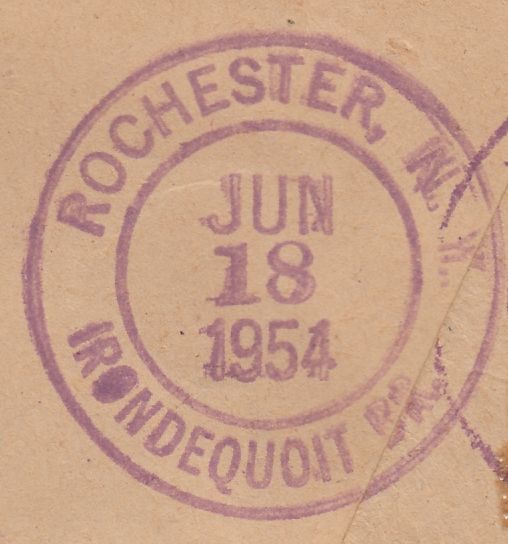 ROCHESTER, N. Y.
JUN
18
1954
IRONDEQUOIT BR.